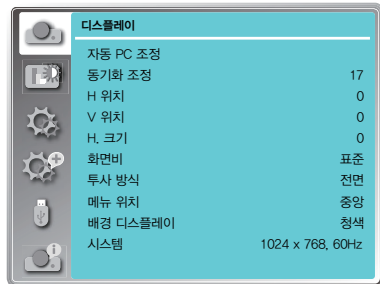 디스플레이
자동 PC 조정
동기화 조정 17
H 위치 0
V 위치 0
H. 크기 0
화면비 표준
투사 방식 전면
메뉴 위치 중앙
배경 디스플레이 청색
시스템 1024 x 768, 60Hz